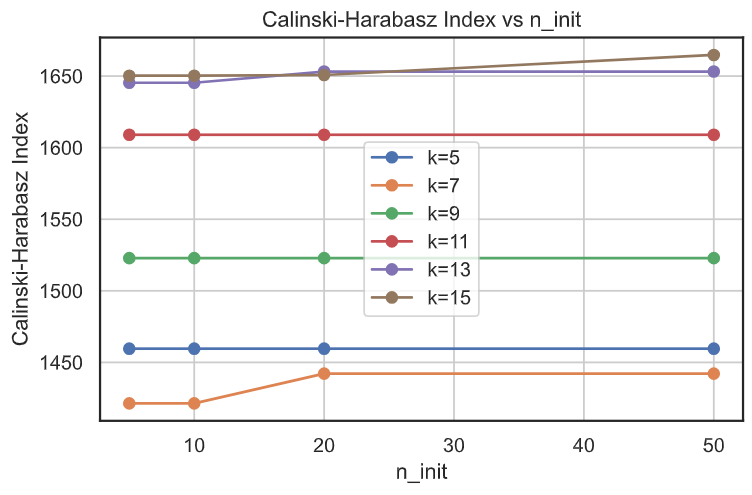 Calinski-Harabasz Index vs n_init
Calinski-Harabasz Index
1650
1600
1550
1500
1450
k=5
k=7
k=9
k=11
k=13
k=15
10 20 30 40 50
n_init